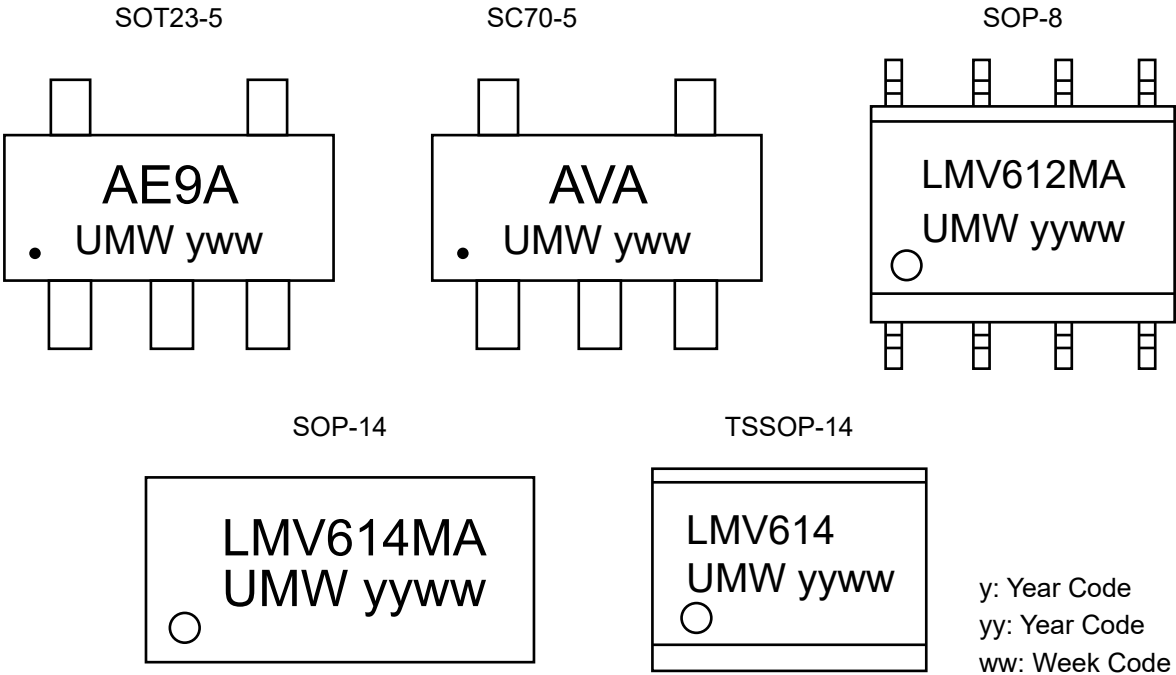 SOT23-5
SC70-5
SOP-8
AE9A
UMW yww
AVA
UMW yww
LMV612MA
UMW yyww
SOP-14
TSSOP-14
LMV614MA
UMW yyww
LMV614
UMW yyww
y: Year Code
yy: Year Code
ww: Week Code